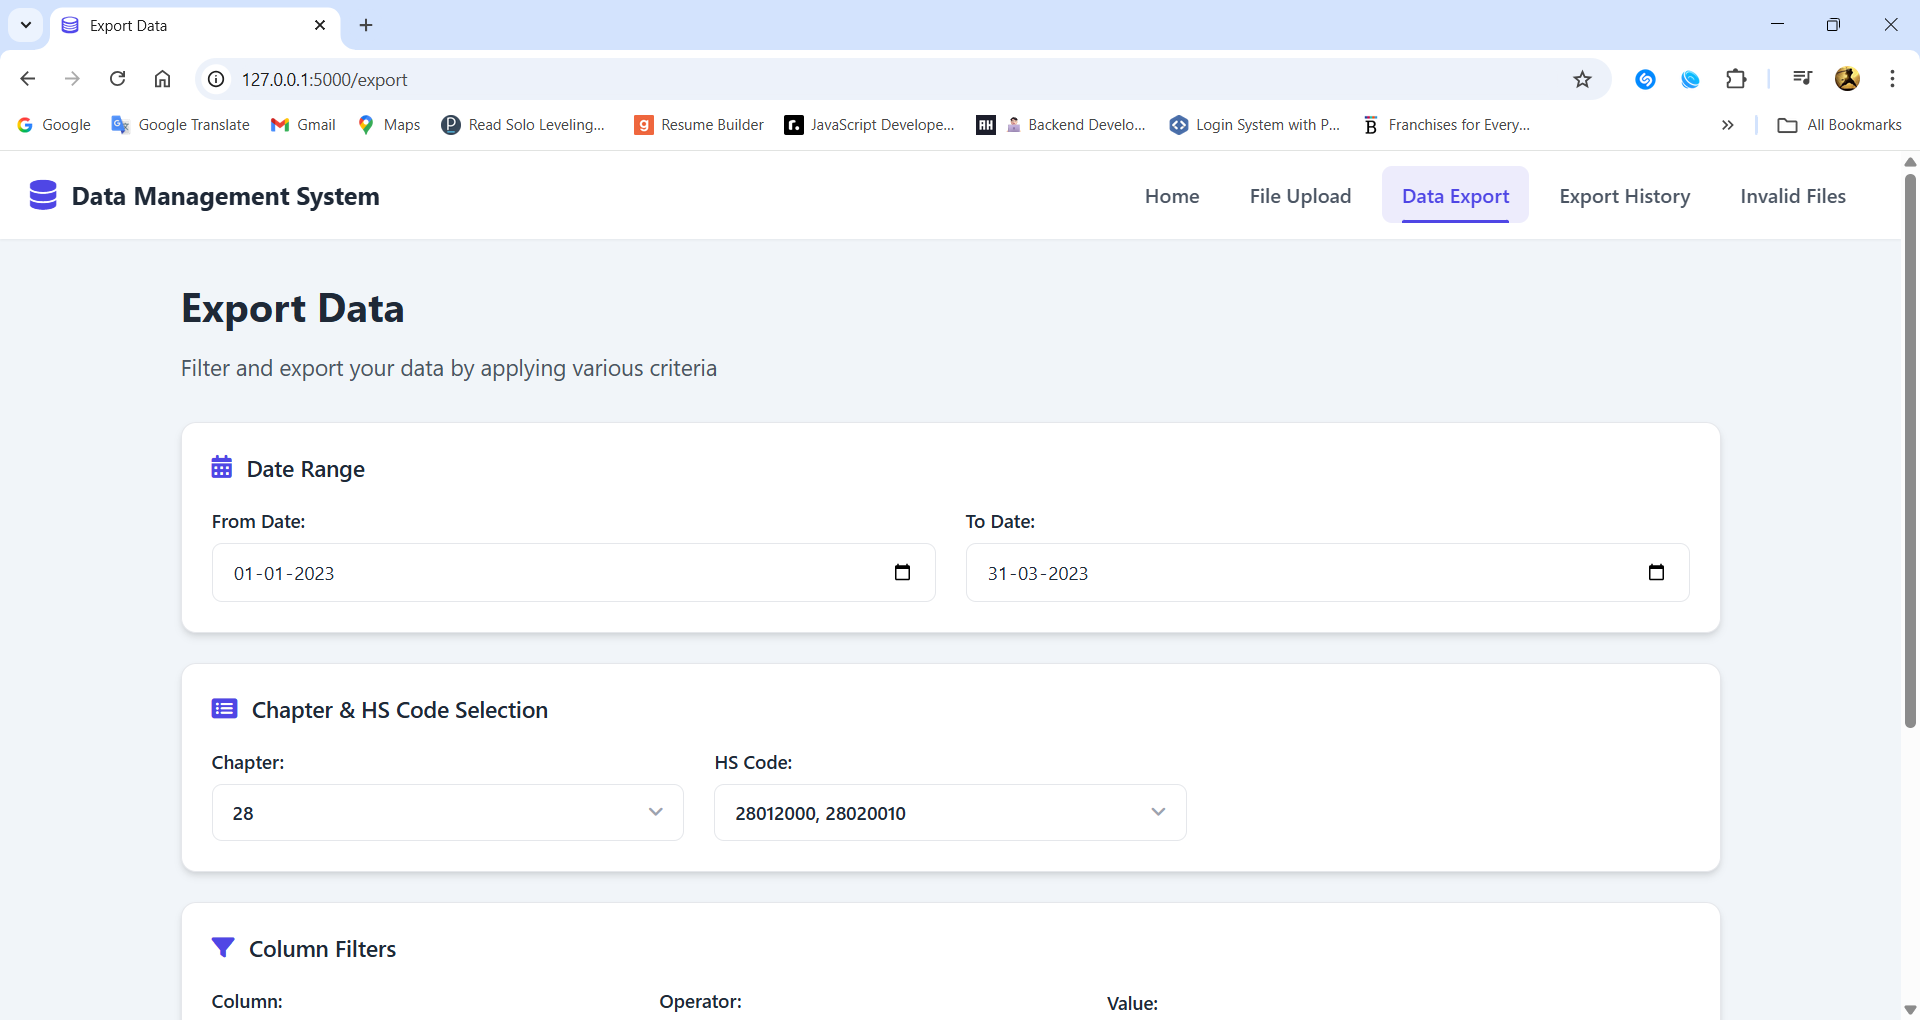 Export Data
127.0.0.1:5000/export
Google Google Translate Gmail Maps Read Solo Leveling... Resume Builder JavaScript Develope... Backend Develo... Login System with P... Franchises for Every... All Bookmarks
Data Management System Home File Upload Data Export Export History Invalid Files
Export Data
Filter and export your data by applying various criteria
Date Range
From Date: To Date:
01-01-2023 31-03-2023
Chapter & HS Code Selection
Chapter: HS Code:
28 28012000, 28020010
Column Filters
Column: Operator: Value: